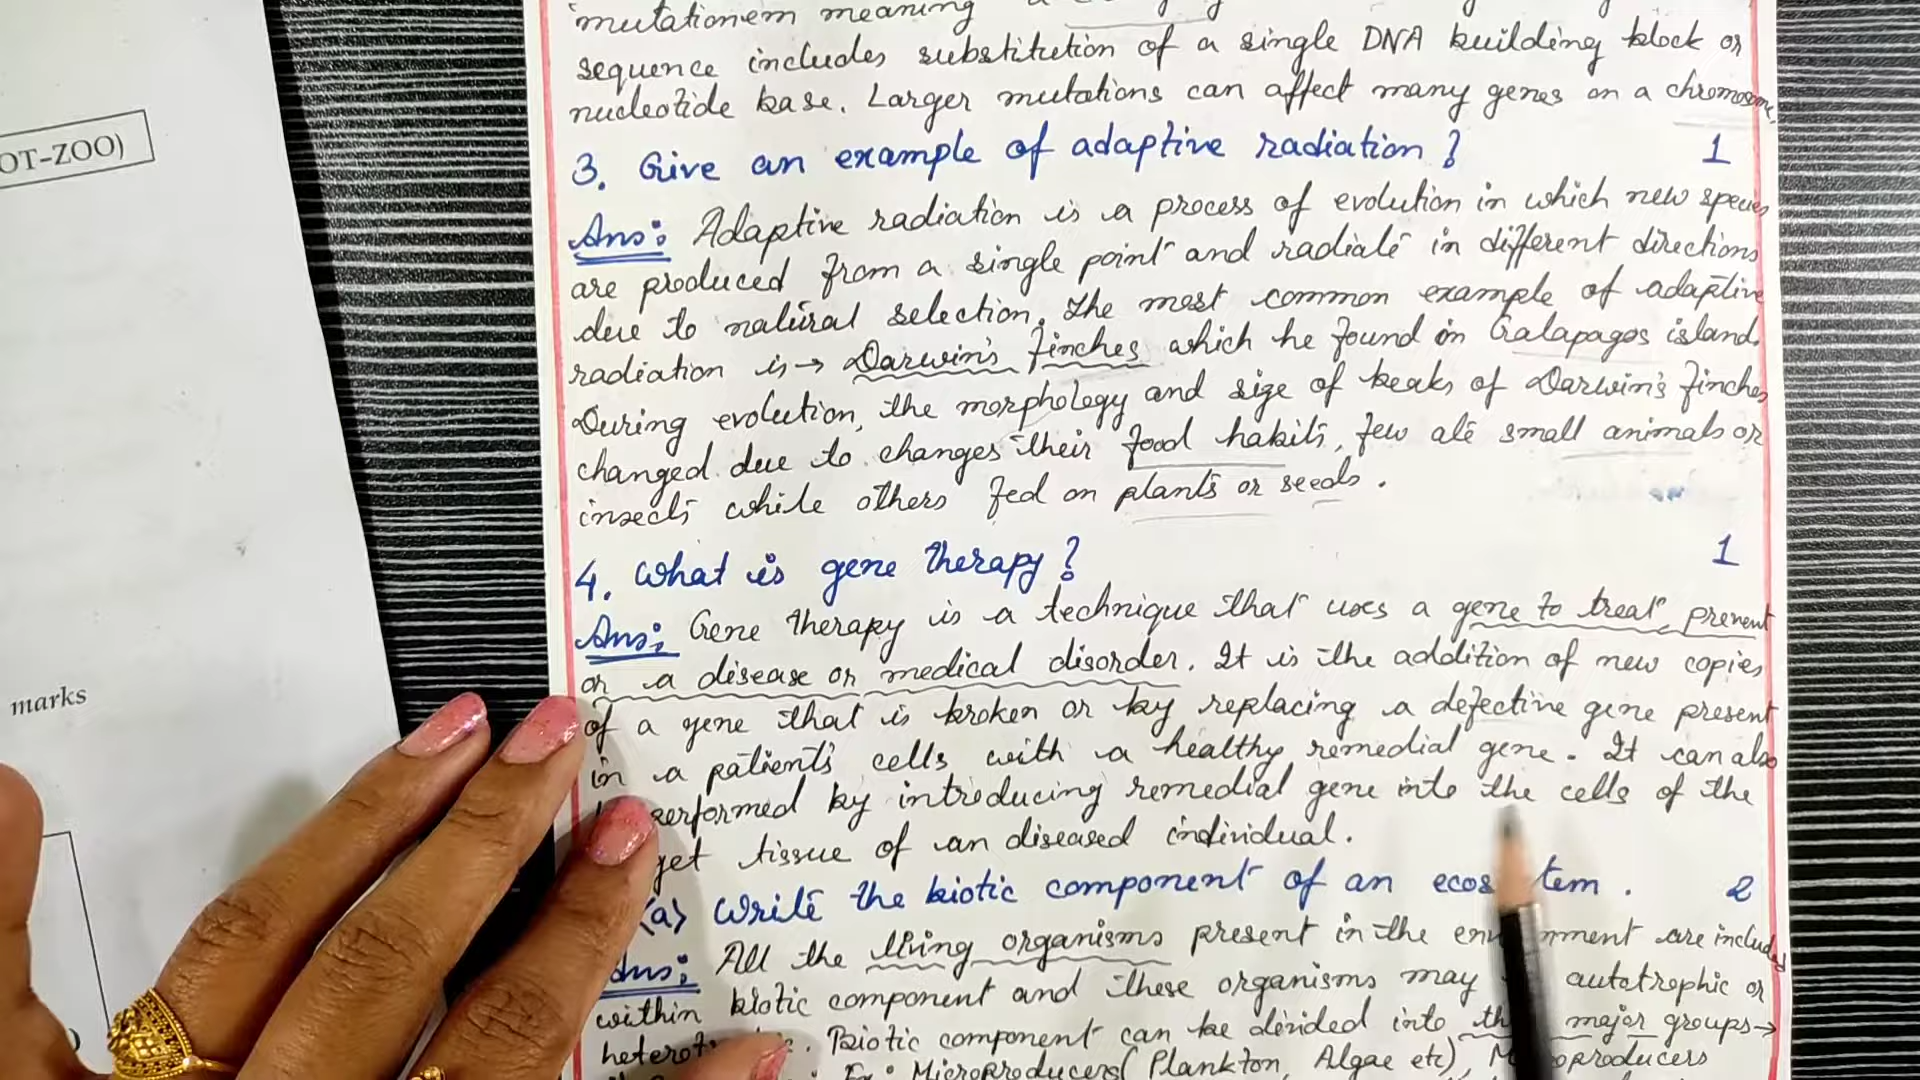 OT-ZOO)
marks
mutationem meaning
sequence includes substitution of a single DNA building block or
nucleotide base. Larger mutations can affect many genes on a chromosome.
3. Give an example of adaptive radiation? 1
Ans: Adaptive radiation is a process of evolution in which new species
are produced from a single point and radiate in different directions
due to natural selection. The most common example of adaptive
radiation is → Darwin's finches which he found in Galapagos island.
During evolution, the morphology and size of beaks of Darwin's finches
changed due to changes their food habits, few ate small animals or
insects while others fed on plants or seeds.
4. What is gene therapy? 1
Ans: Gene therapy is a technique that uses a gene to treat, prevent
or a disease or medical disorder. It is the addition of new copies
of a gene that is broken or by replacing a defective gene present
in a patient's cells with a healthy remedial gene. It can also
performed by introducing remedial gene into the cells of the
get tissue of an diseased individual.
(a) Write the biotic component of an ecos tem. 2
Ans: All the living organisms present in the are included
within biotic component and these organisms may autotrophic or
Biotic component can be divided into major groups →
Ex: Microproducers (Plankton, Algae etc),